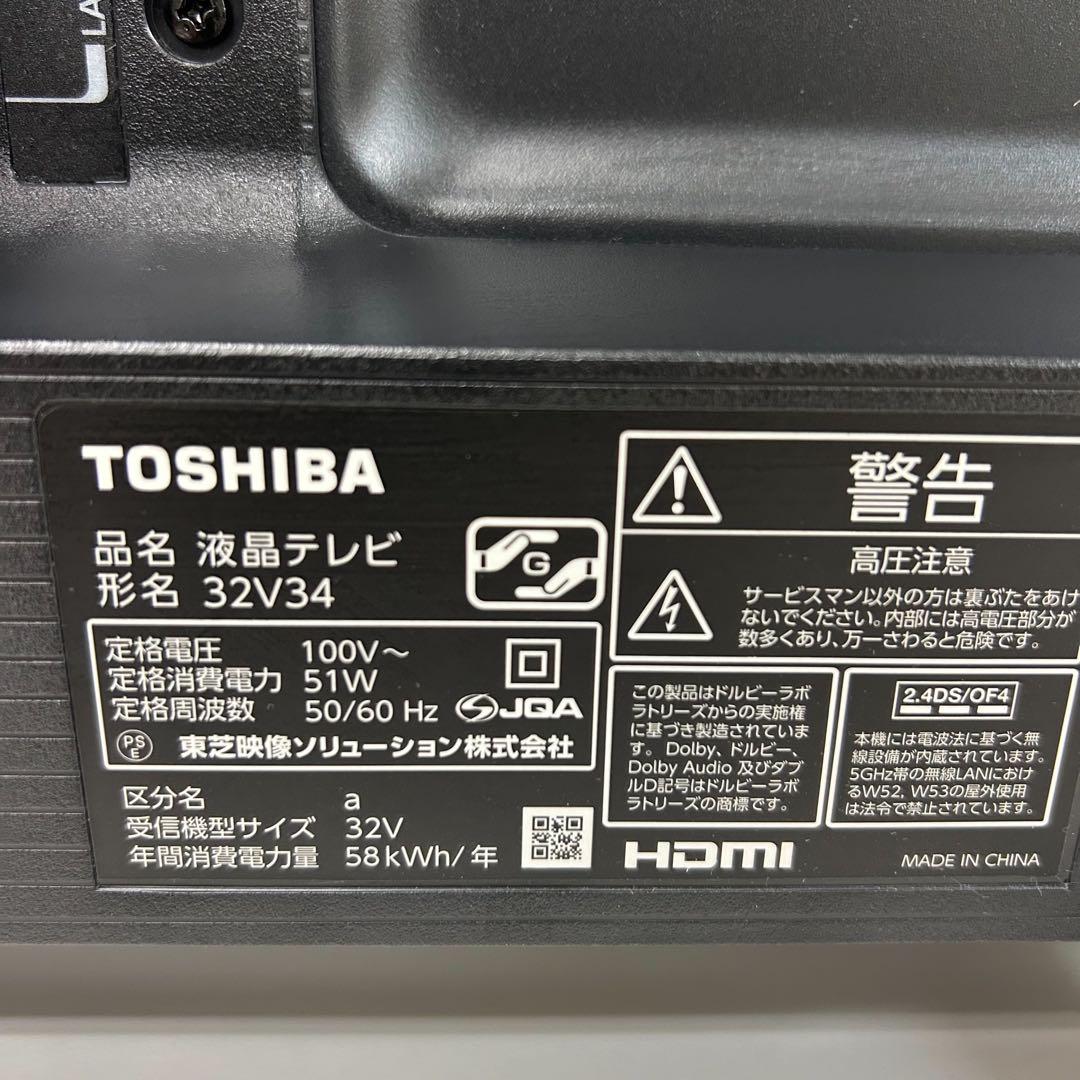 LA
TOSHIBA
品名 液晶テレビ
形名 32V34
G
定格電圧 100V～
定格消費電力 51W
定格周波数 50/60 Hz
JQA
PS
E
東芝映像ソリューション株式会社
区分名 a
受信機型サイズ 32V
年間消費電力量 58kWh/年
警告
高圧注意
サービスマン以外の方は裏ぶたをあけ
ないでください。内部には高電圧部分が
数多くあり、万一さわると危険です。
この製品はドルビーラボ
ラトリーズからの実施権
に基づき製造されていま
す。Dolby、ドルビー、
Dolby Audio 及びダブ
ルD記号はドルビーラボ
ラトリーズの商標です。
2.4DS/OF4
本機には電波法に基づく無
線設備が内蔵されています。
5GHz帯の無線LANにおけ
るW52、W53の屋外使用
は法令で禁止されています。
HDMI
MADE IN CHINA